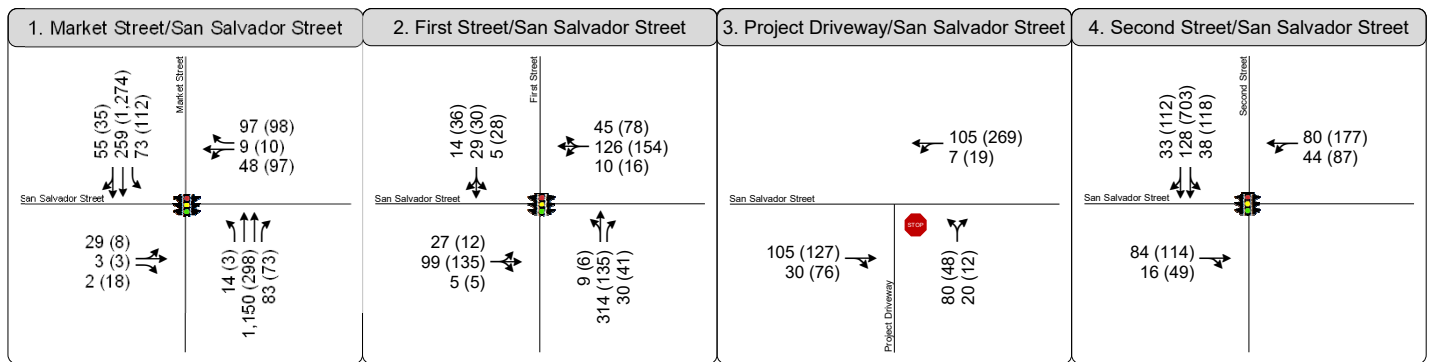 1. Market Street/San Salvador Street
55 (35)
259 (1,274)
73 (112)
Market Street
97 (98)
9 (10)
48 (97)
San Salvador Street
29 (8)
3 (3)
2 (18)
14 (3)
1,150 (298)
83 (73)
2. First Street/San Salvador Street
14 (36)
29 (30)
5 (28)
First Street
45 (78)
126 (154)
10 (16)
San Salvador Street
27 (12)
99 (135)
5 (5)
9 (6)
314 (135)
30 (41)
3. Project Driveway/San Salvador Street
105 (269)
7 (19)
San Salvador Street
STOP
105 (127)
30 (76)
Project Driveway
80 (48)
20 (12)
4. Second Street/San Salvador Street
33 (112)
128 (703)
38 (118)
Second Street
80 (177)
44 (87)
San Salvador Street
84 (114)
16 (49)